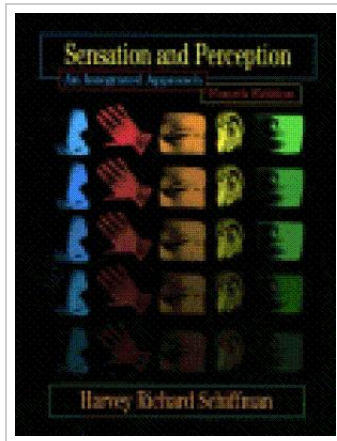 Sensation and Perception
An Integrated Approach
Fourth Edition
Harvey Richard Schiffman